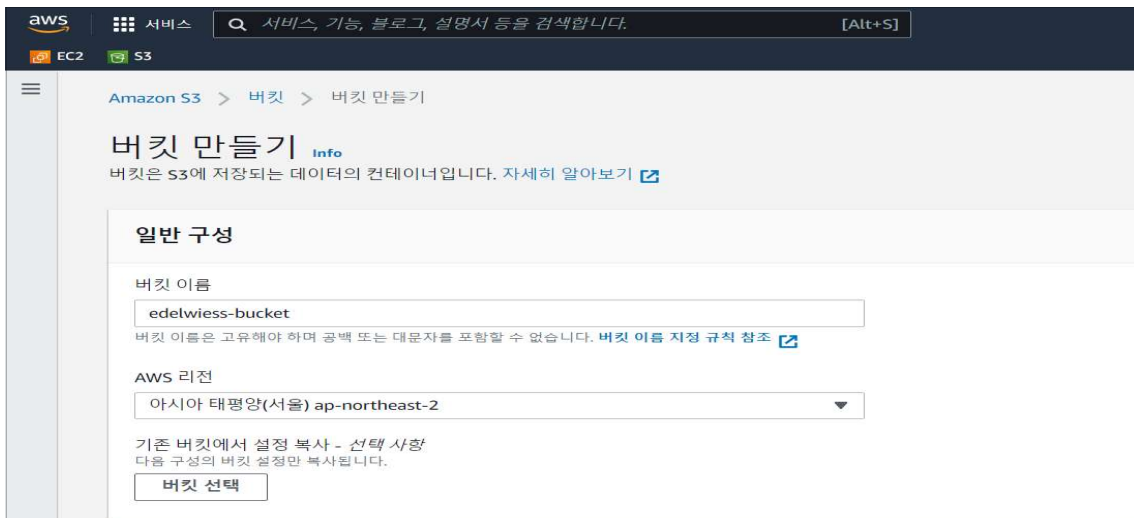 aws 서비스 서비스, 기능, 블로그, 설명서 등을 검색합니다. [Alt+S]
EC2 S3
Amazon S3 > 버킷 > 버킷 만들기
버킷 만들기 Info
버킷은 S3에 저장되는 데이터의 컨테이너입니다. 자세히 알아보기
일반 구성
버킷 이름
edelwiess-bucket
버킷 이름은 고유해야 하며 공백 또는 대문자를 포함할 수 없습니다. 버킷 이름 지정 규칙 참조
AWS 리전
아시아 태평양(서울) ap-northeast-2
기존 버킷에서 설정 복사 - 선택 사항
다음 구성의 버킷 설정만 복사됩니다.
버킷 선택